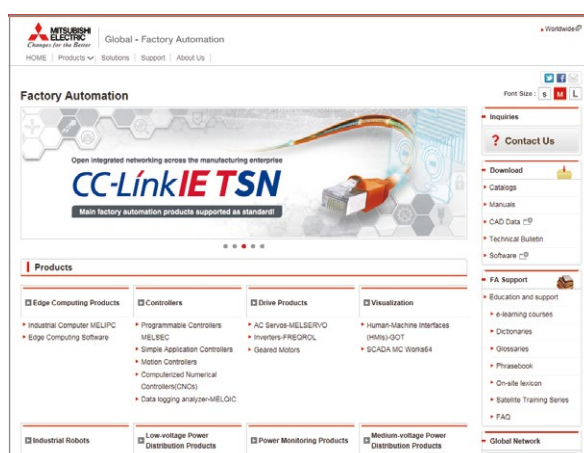 MITSUBISHI
ELECTRIC
Changes for the Better
Global - Factory Automation
Worldwide
HOME Products Solutions Support About Us
Font Size : S M L
Factory Automation
Open integrated networking across the manufacturing enterprise
CC-Link IE TSN
Main factory automation products supported as standard!
Products
Edge Computing Products
Industrial Computer MELIPC
Edge Computing Software
Controllers
Programmable Controllers
MELSEC
Simple Application Controllers
Motion Controllers
Computerized Numerical
Controllers(CNCs)
Data logging analyzer-MELQIC
Drive Products
AC Servos-MELSERVO
Inverters-FREQROL
Geared Motors
Visualization
Human-Machine Interfaces
(HMIs)-GOT
SCADA MC Works64
Industrial Robots
Low-voltage Power
Distribution Products
Power Monitoring Products
Medium-voltage Power
Distribution Products
Inquiries
? Contact Us
Download
Catalogs
Manuals
CAD Data
Technical Bulletin
Software
FA Support
Education and support
e-learning courses
Dictionaries
Glossaries
Phrasebook
On-site lexicon
Satellite Training Series
FAQ
Global Network